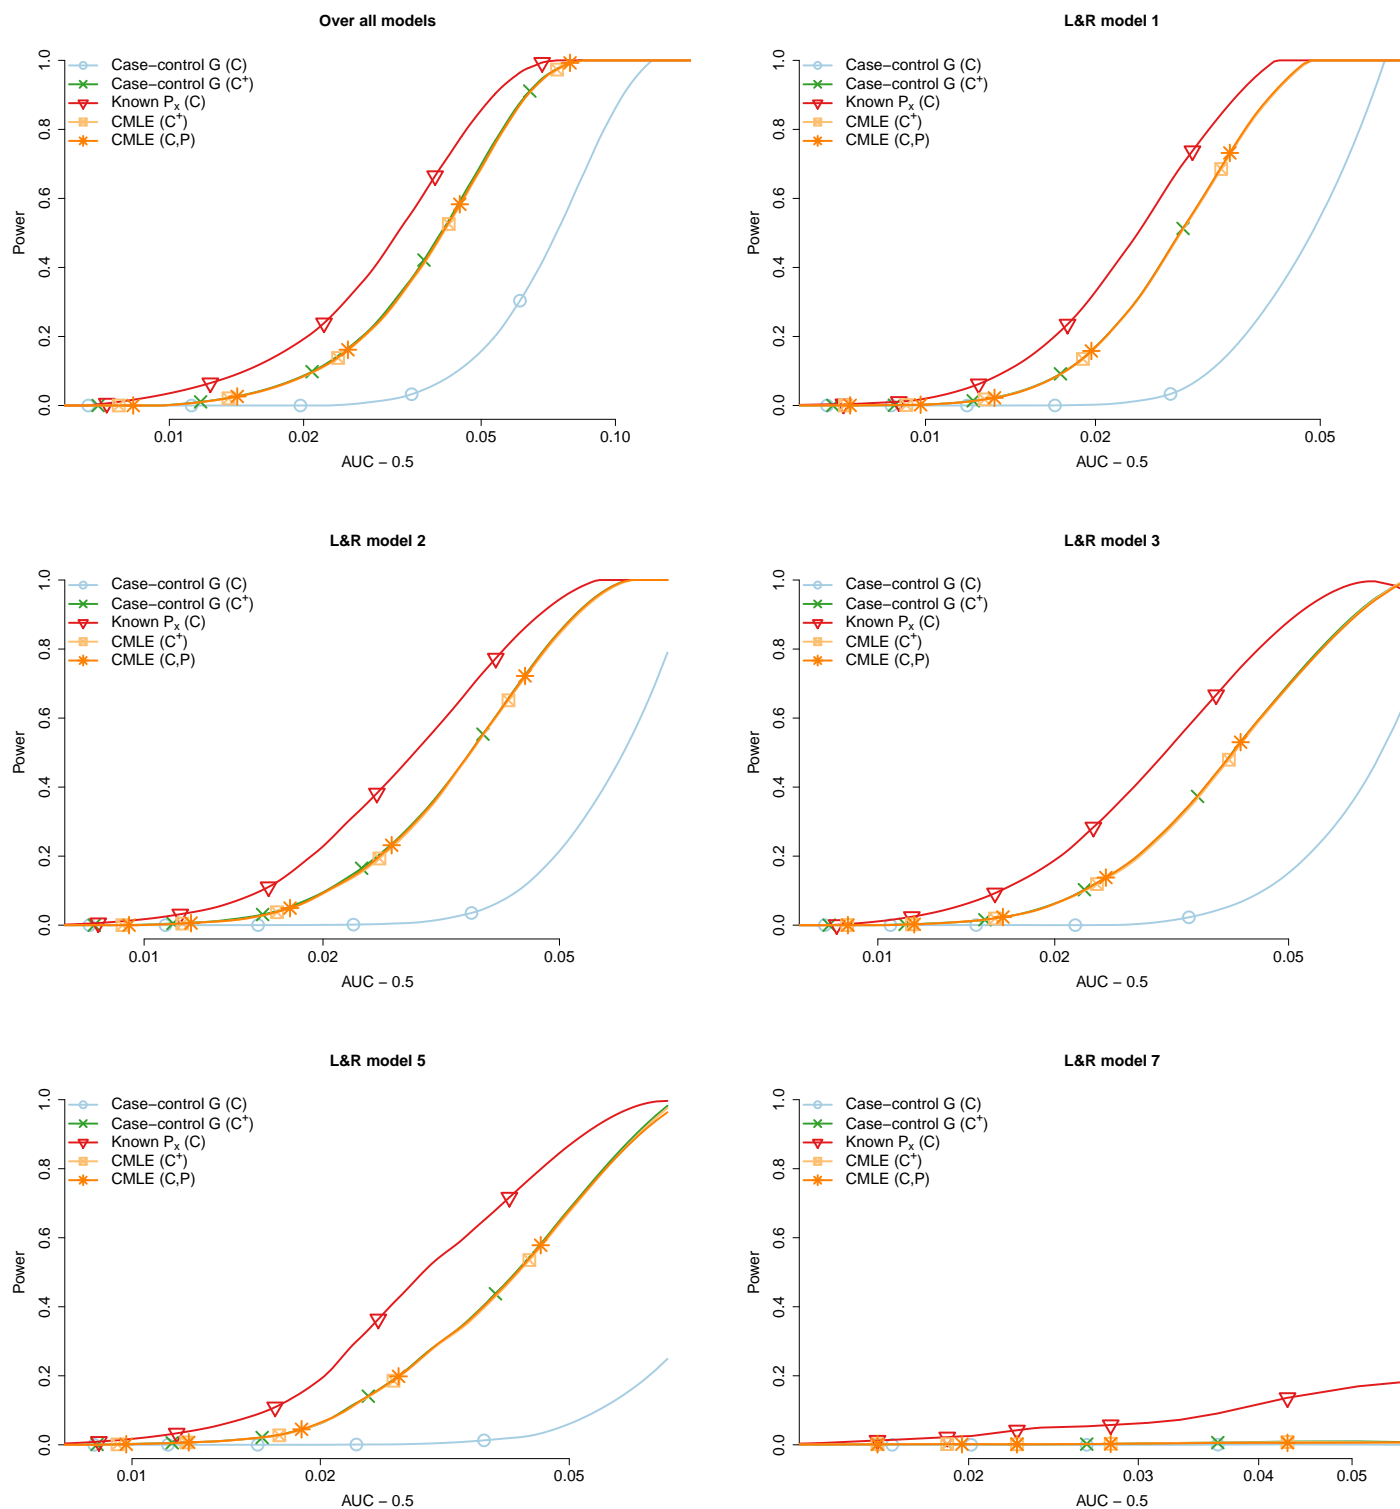 Over all models
Case−control G (C)
Case−control G (C⁺)
Known Pₓ (C)
CMLE (C⁺)
CMLE (C,P)
Power
0.0 0.2 0.4 0.6 0.8 1.0
0.01 0.02 0.05 0.10
AUC − 0.5
L&R model 1
Case−control G (C)
Case−control G (C⁺)
Known Pₓ (C)
CMLE (C⁺)
CMLE (C,P)
Power
0.0 0.2 0.4 0.6 0.8 1.0
0.01 0.02 0.05
AUC − 0.5
L&R model 2
Case−control G (C)
Case−control G (C⁺)
Known Pₓ (C)
CMLE (C⁺)
CMLE (C,P)
Power
0.0 0.2 0.4 0.6 0.8 1.0
0.01 0.02 0.05
AUC − 0.5
L&R model 3
Case−control G (C)
Case−control G (C⁺)
Known Pₓ (C)
CMLE (C⁺)
CMLE (C,P)
Power
0.0 0.2 0.4 0.6 0.8 1.0
0.01 0.02 0.05
AUC − 0.5
L&R model 5
Case−control G (C)
Case−control G (C⁺)
Known Pₓ (C)
CMLE (C⁺)
CMLE (C,P)
Power
0.0 0.2 0.4 0.6 0.8 1.0
0.01 0.02 0.05
AUC − 0.5
L&R model 7
Case−control G (C)
Case−control G (C⁺)
Known Pₓ (C)
CMLE (C⁺)
CMLE (C,P)
Power
0.0 0.2 0.4 0.6 0.8 1.0
0.02 0.03 0.04 0.05
AUC − 0.5